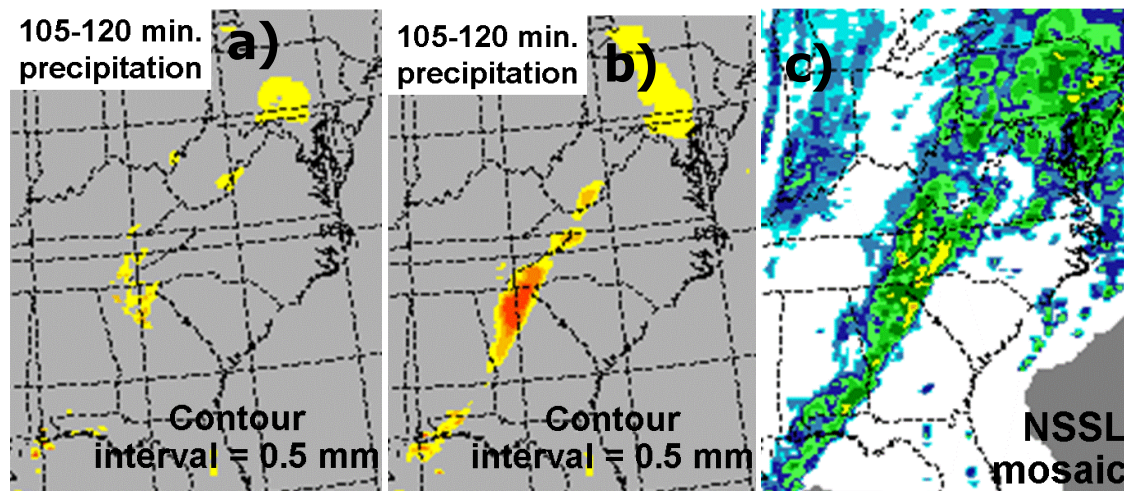 105-120 min.
precipitation
a)
Contour
interval = 0.5 mm
105-120 min.
precipitation
b)
Contour
interval = 0.5 mm
c)
NSSL
mosaic